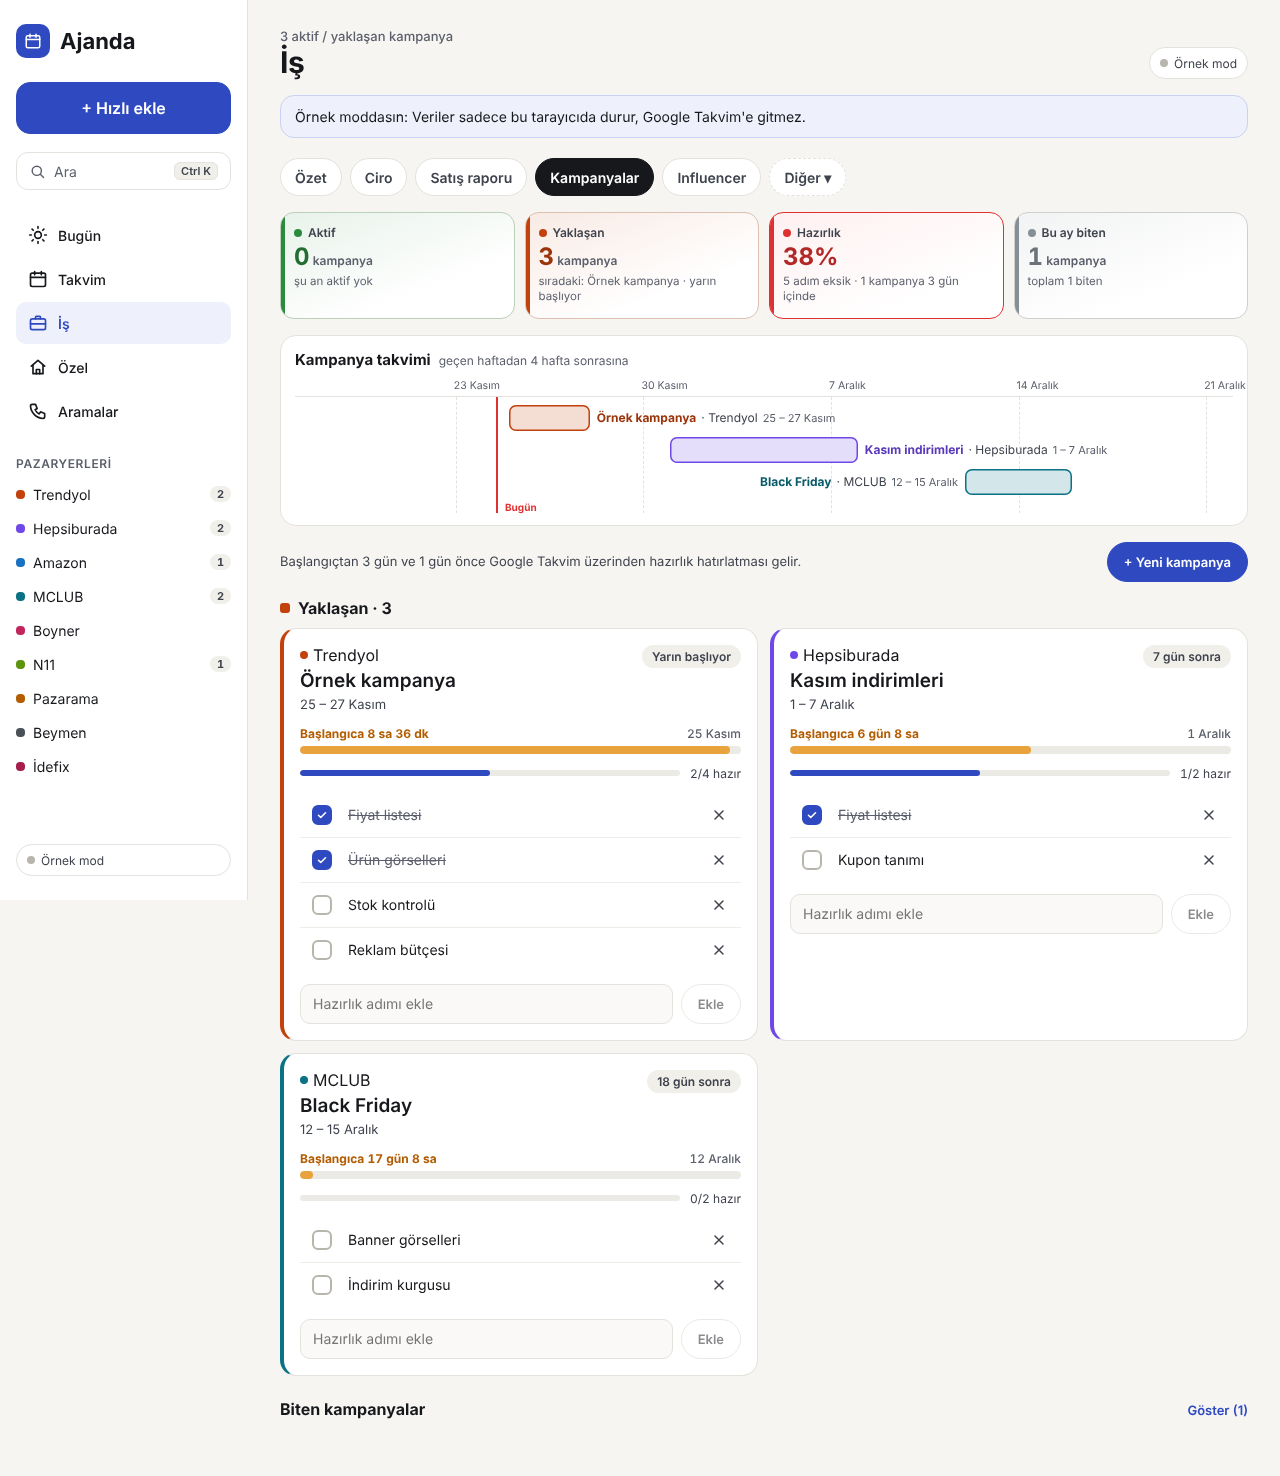 Ajanda
+ Hızlı ekle
Ara
Ctrl K
Bugün
Takvim
İş
Özel
Aramalar
PAZARYERLERİ
Trendyol 2
Hepsiburada 2
Amazon 1
MCLUB 2
Boyner
N11 1
Pazarama
Beymen
İdefix
Örnek mod
3 aktif / yaklaşan kampanya
İş
Örnek mod
Örnek moddasın: Veriler sadece bu tarayıcıda durur, Google Takvim'e gitmez.
Özet
Ciro
Satış raporu
Kampanyalar
Influencer
Diğer ▾
Aktif
0 kampanya
şu an aktif yok
Yaklaşan
3 kampanya
sıradaki: Örnek kampanya · yarın
başlıyor
Hazırlık
38%
5 adım eksik · 1 kampanya 3 gün
içinde
Bu ay biten
1 kampanya
toplam 1 biten
Kampanya takvimi geçen haftadan 4 hafta sonrasına
23 Kasım 30 Kasım 7 Aralık 14 Aralık 21 Aralık
Örnek kampanya · Trendyol 25 – 27 Kasım
Kasım indirimleri · Hepsiburada 1 – 7 Aralık
Black Friday · MCLUB 12 – 15 Aralık
Bugün
Başlangıçtan 3 gün ve 1 gün önce Google Takvim üzerinden hazırlık hatırlatması gelir.
+ Yeni kampanya
Yaklaşan · 3
Trendyol
Yarın başlıyor
Örnek kampanya
25 – 27 Kasım
Başlangıca 8 sa 36 dk
25 Kasım
2/4 hazır
Fiyat listesi
Ürün görselleri
Stok kontrolü
Reklam bütçesi
Hazırlık adımı ekle
Ekle
Hepsiburada
7 gün sonra
Kasım indirimleri
1 – 7 Aralık
Başlangıca 6 gün 8 sa
1 Aralık
1/2 hazır
Fiyat listesi
Kupon tanımı
Hazırlık adımı ekle
Ekle
MCLUB
18 gün sonra
Black Friday
12 – 15 Aralık
Başlangıca 17 gün 8 sa
12 Aralık
0/2 hazır
Banner görselleri
İndirim kurgusu
Hazırlık adımı ekle
Ekle
Biten kampanyalar
Göster (1)